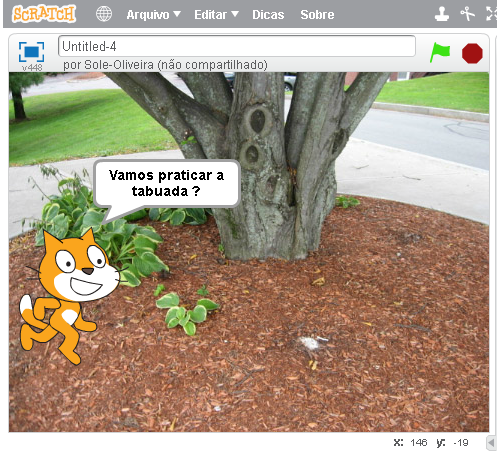 SCRATCH Arquivo Editar Dicas Sobre
Untitled-4
v448 por Sole-Oliveira (não compartilhado)
Vamos praticar a
tabuada ?
x: 146 y: -19